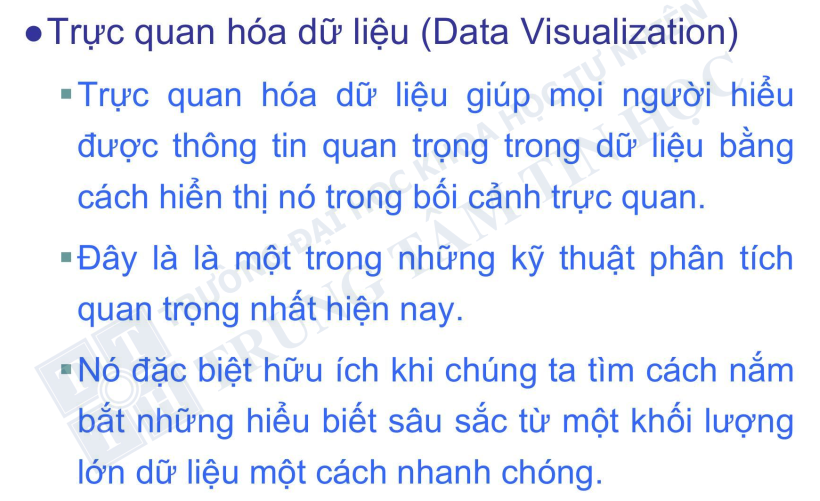 ●Trực quan hóa dữ liệu (Data Visualization)
▪Trực quan hóa dữ liệu giúp mọi người hiểu
được thông tin quan trọng trong dữ liệu bằng
cách hiển thị nó trong bối cảnh trực quan.
▪Đây là là một trong những kỹ thuật phân tích
quan trọng nhất hiện nay.
▪Nó đặc biệt hữu ích khi chúng ta tìm cách nắm
bắt những hiểu biết sâu sắc từ một khối lượng
lớn dữ liệu một cách nhanh chóng.
TRƯỜNG ĐẠI HỌC KHOA HỌC TỰ NHIÊN
TRUNG TÂM TIN HỌC